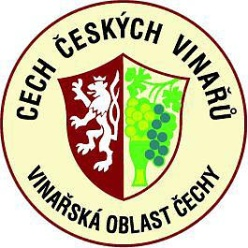 CECH ČESKÝCH VINAŘŮ
VINAŘSKÁ OBLAST ČECHY